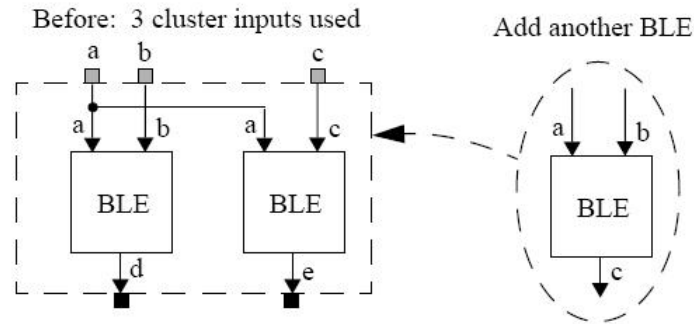 Before: 3 cluster inputs used
Add another BLE
a b c
a b a c
a b
BLE BLE
BLE
d e
c